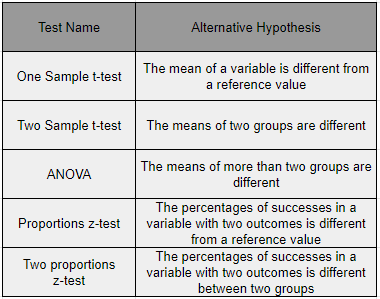 Test Name
Alternative Hypothesis
One Sample t-test
The mean of a variable is different from
a reference value
Two Sample t-test
The means of two groups are different
ANOVA
The means of more than two groups are
different
Proportions z-test
The percentages of successes in a
variable with two outcomes is different
from a reference value
Two proportions
z-test
The percentages of successes in a
variable with two outcomes is different
between two groups